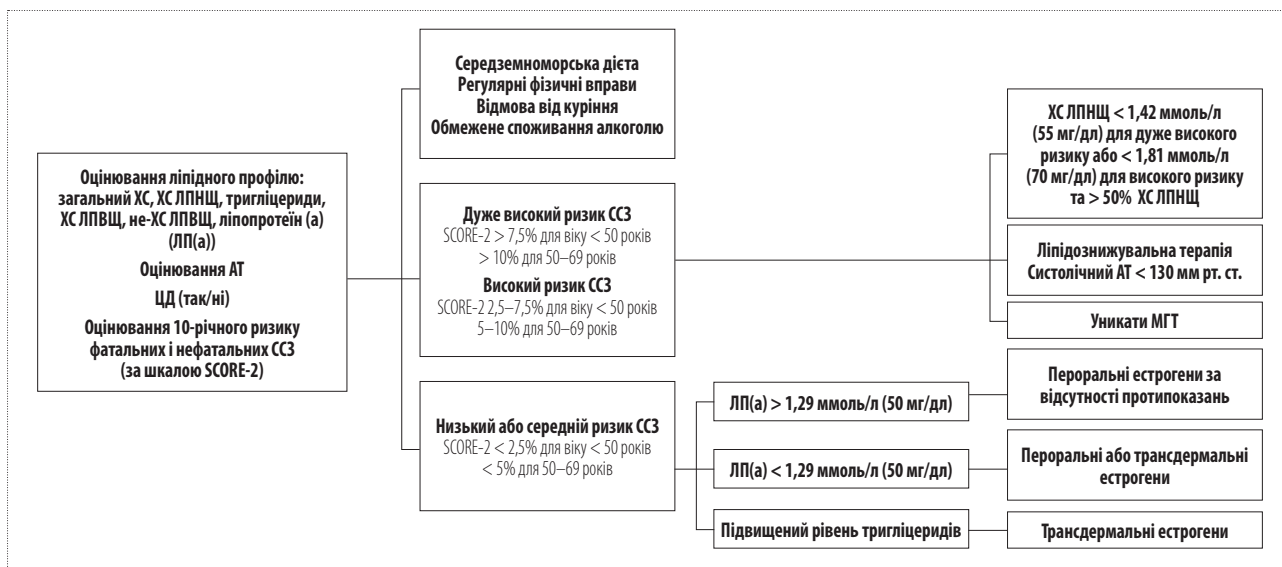 Оцінювання ліпідного профілю:
загальний ХС, ХС ЛПНЩ, тригліцериди,
ХС ЛПВЩ, не-ХС ЛПВЩ, ліпопротеїн (а)
(ЛП(а))
Оцінювання АТ
ЦД (так/ні)
Оцінювання 10-річного ризику
фатальних і нефатальних ССЗ
(за шкалою SCORE-2)
Середземноморська дієта
Регулярні фізичні вправи
Відмова від куріння
Обмежене споживання алкоголю
Дуже високий ризик ССЗ
SCORE-2 > 7,5% для віку < 50 років
> 10% для 50–69 років
Високий ризик ССЗ
SCORE-2 2,5–7,5% для віку < 50 років
5–10% для 50–69 років
ХС ЛПНЩ < 1,42 ммоль/л
(55 мг/дл) для дуже високого
ризику або < 1,81 ммоль/л
(70 мг/дл) для високого ризику
та > 50% ХС ЛПНЩ
Ліпідознижувальна терапія
Систолічний АТ < 130 мм рт. ст.
Уникати МГТ
Низький або середній ризик ССЗ
SCORE-2 < 2,5% для віку < 50 років
< 5% для 50–69 років
ЛП(а) > 1,29 ммоль/л (50 мг/дл)
Пероральні естрогени за
відсутності протипоказань
ЛП(а) < 1,29 ммоль/л (50 мг/дл)
Пероральні або трансдермальні
естрогени
Підвищений рівень тригліцеридів
Трансдермальні естрогени